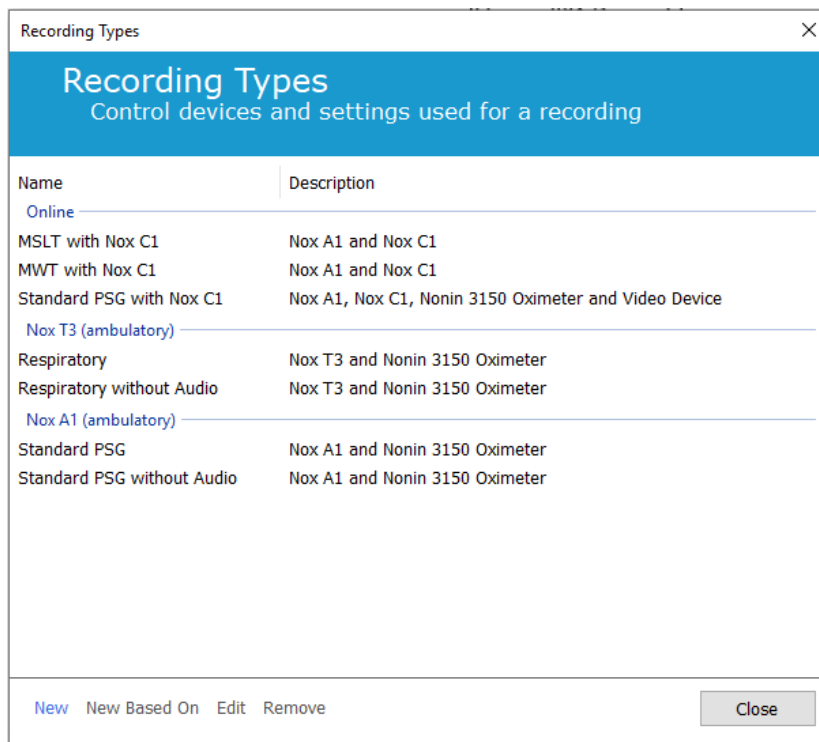 Recording Types
Recording Types
Control devices and settings used for a recording
Name Description
Online
MSLT with Nox C1 Nox A1 and Nox C1
MWT with Nox C1 Nox A1 and Nox C1
Standard PSG with Nox C1 Nox A1, Nox C1, Nonin 3150 Oximeter and Video Device
Nox T3 (ambulatory)
Respiratory Nox T3 and Nonin 3150 Oximeter
Respiratory without Audio Nox T3 and Nonin 3150 Oximeter
Nox A1 (ambulatory)
Standard PSG Nox A1 and Nonin 3150 Oximeter
Standard PSG without Audio Nox A1 and Nonin 3150 Oximeter
New New Based On Edit Remove Close